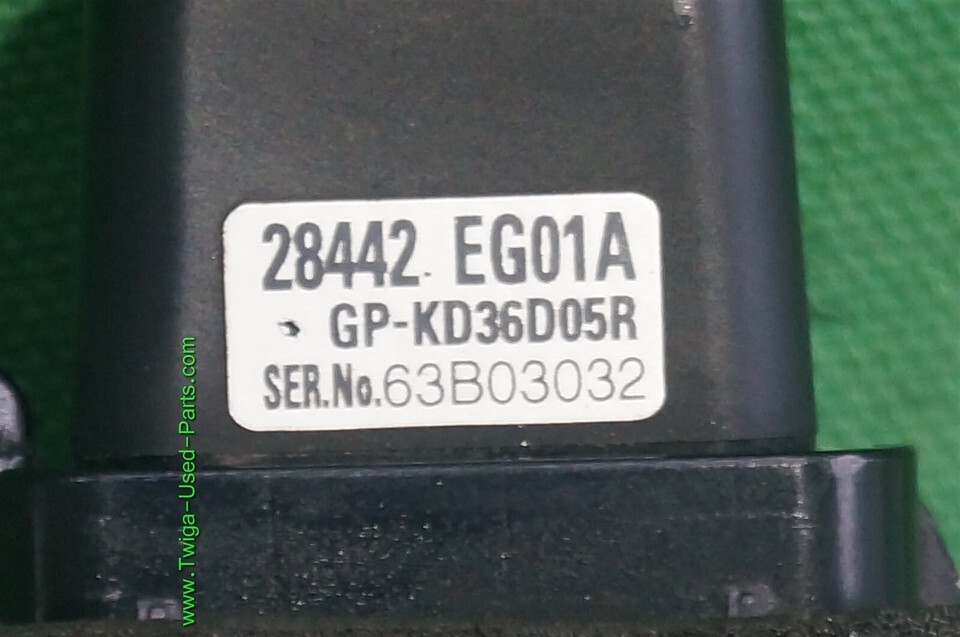 28442 EG01A
GP-KD36D05R
SER.No.63B03032
www.Twiga-Used-Parts.com